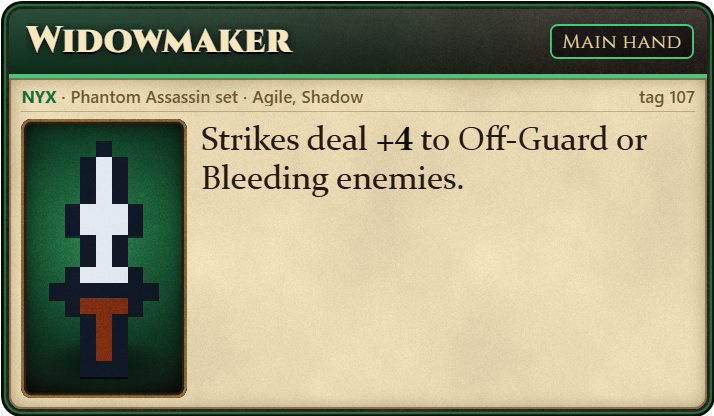 Widowmaker
Main hand
NYX · Phantom Assassin set · Agile, Shadow
tag 107
Strikes deal +4 to Off-Guard or
Bleeding enemies.